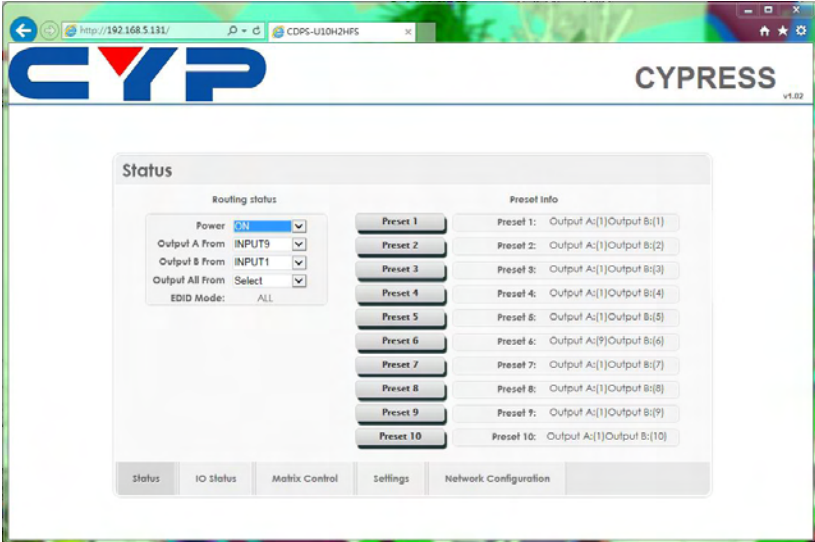 http://192.168.5.131/
CDPS-U10H2HFS
CYP
CYPRESS
v1.02
Status
Routing status
Power ON
Output A From INPUT9
Output B From INPUT1
Output All From Select
EDID Mode: ALL
Preset 1
Preset 2
Preset 3
Preset 4
Preset 5
Preset 6
Preset 7
Preset 8
Preset 9
Preset 10
Preset Info
Preset 1: Output A:(1)Output B:(1)
Preset 2: Output A:(1)Output B:(2)
Preset 3: Output A:(1)Output B:(3)
Preset 4: Output A:(1)Output B:(4)
Preset 5: Output A:(1)Output B:(5)
Preset 6: Output A:(9)Output B:(6)
Preset 7: Output A:(1)Output B:(7)
Preset 8: Output A:(1)Output B:(8)
Preset 9: Output A:(1)Output B:(9)
Preset 10: Output A:(1)Output B:(10)
Status IO Status Matrix Control Settings Network Configuration